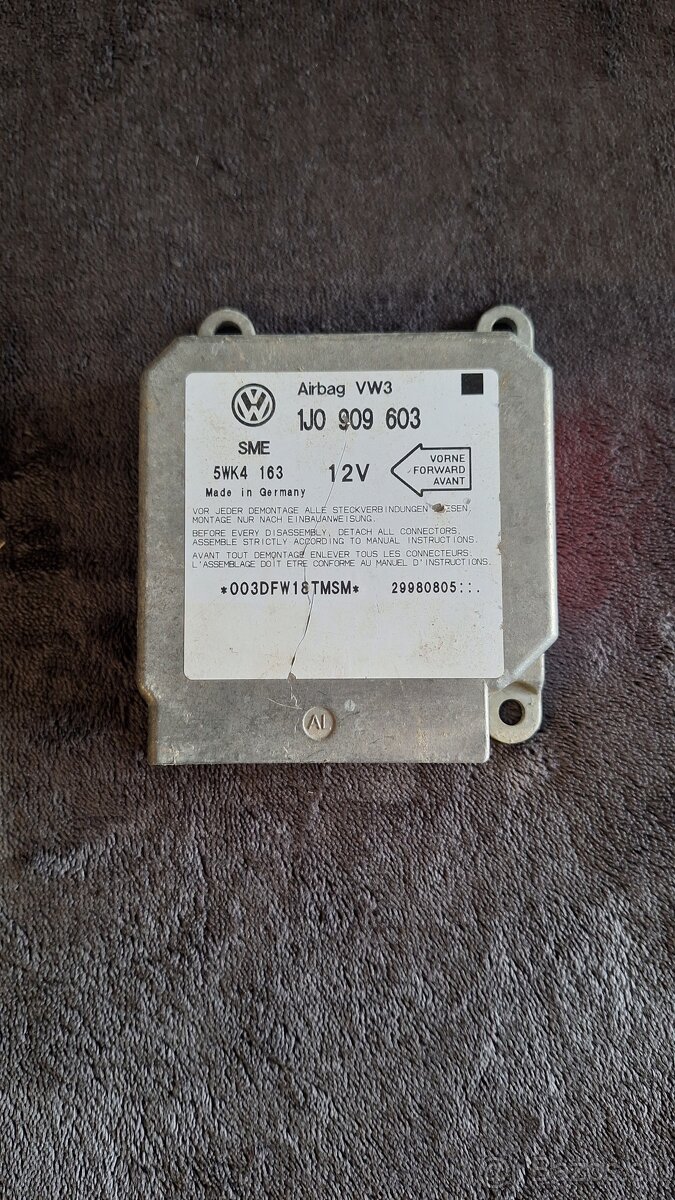 Airbag VW3
1J0 909 603
SME
5WK4 163
12V
VORNE
FORWARD
AVANT
Made in Germany
VOR JEDER DEMONTAGE ALLE STECKVERBINDUNGEN
MONTAGE NUR NACH EINBAUANWEISUNG.
BEFORE EVERY DISASSEMBLY, DETACH ALL CONNECTORS.
ASSEMBLE STRICTLY ACCORDING TO MANUAL INSTRUCTIONS.
AVANT TOUT DEMONTAGE ENLEVER TOUS LES CONNECTEURS.
L'ASSEMBLAGE DOIT ETRE CONFORME AU MANUEL D'INSTRUCTIONS.
*003DFW18TMSM*
29980805::.
Al